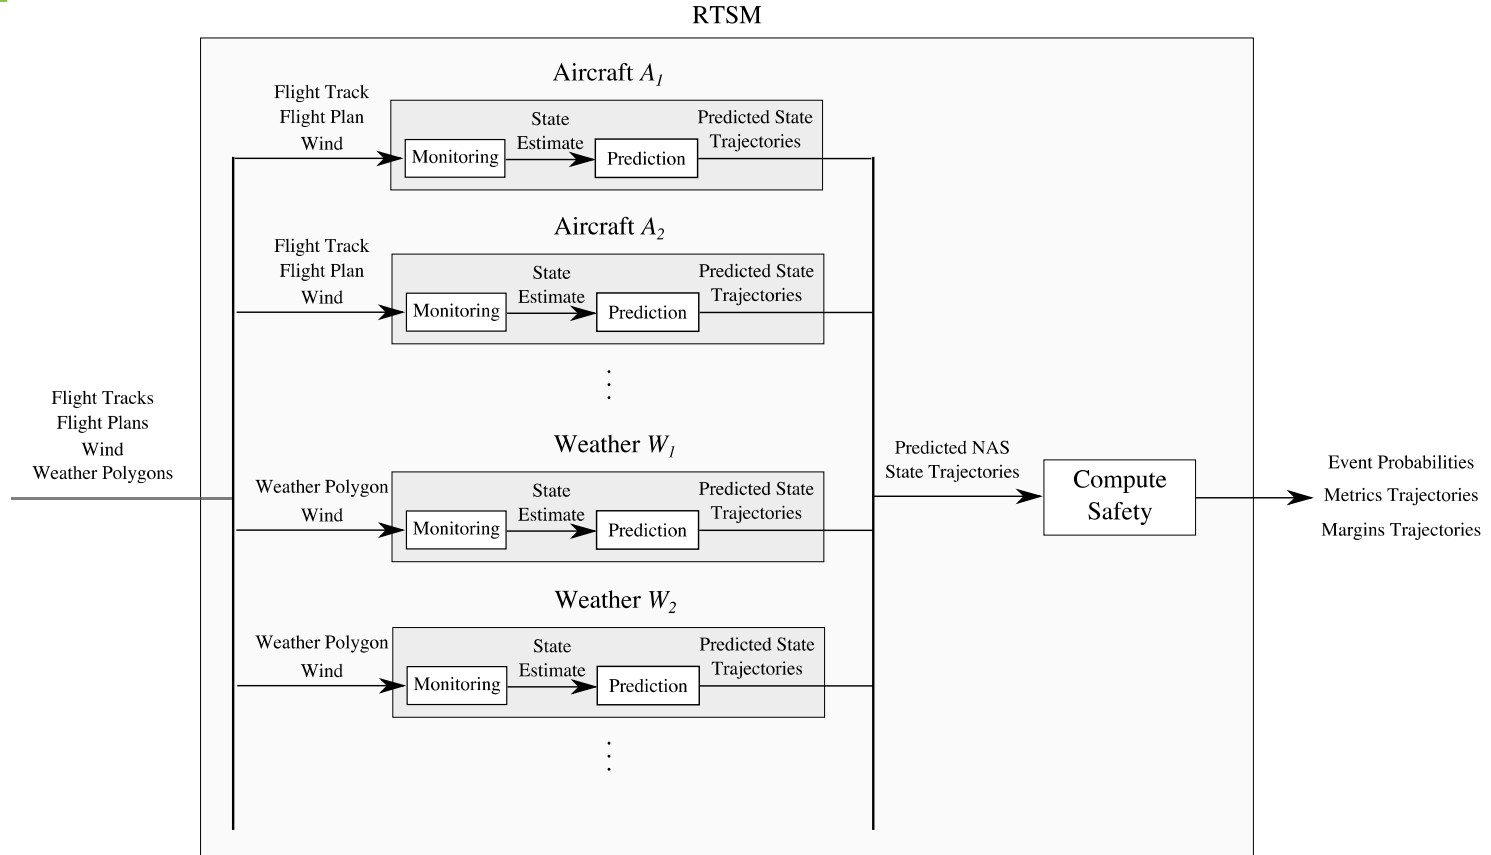 RTSM
Aircraft A1
Flight Track
Flight Plan
Wind
Monitoring
State
Estimate
Prediction
Predicted State
Trajectories
Aircraft A2
Flight Track
Flight Plan
Wind
Monitoring
State
Estimate
Prediction
Predicted State
Trajectories
Flight Tracks
Flight Plans
Wind
Weather Polygons
Weather W1
Weather Polygon
Wind
Monitoring
State
Estimate
Prediction
Predicted State
Trajectories
Weather W2
Weather Polygon
Wind
Monitoring
State
Estimate
Prediction
Predicted State
Trajectories
Predicted NAS
State Trajectories
Compute
Safety
Event Probabilities
Metrics Trajectories
Margins Trajectories